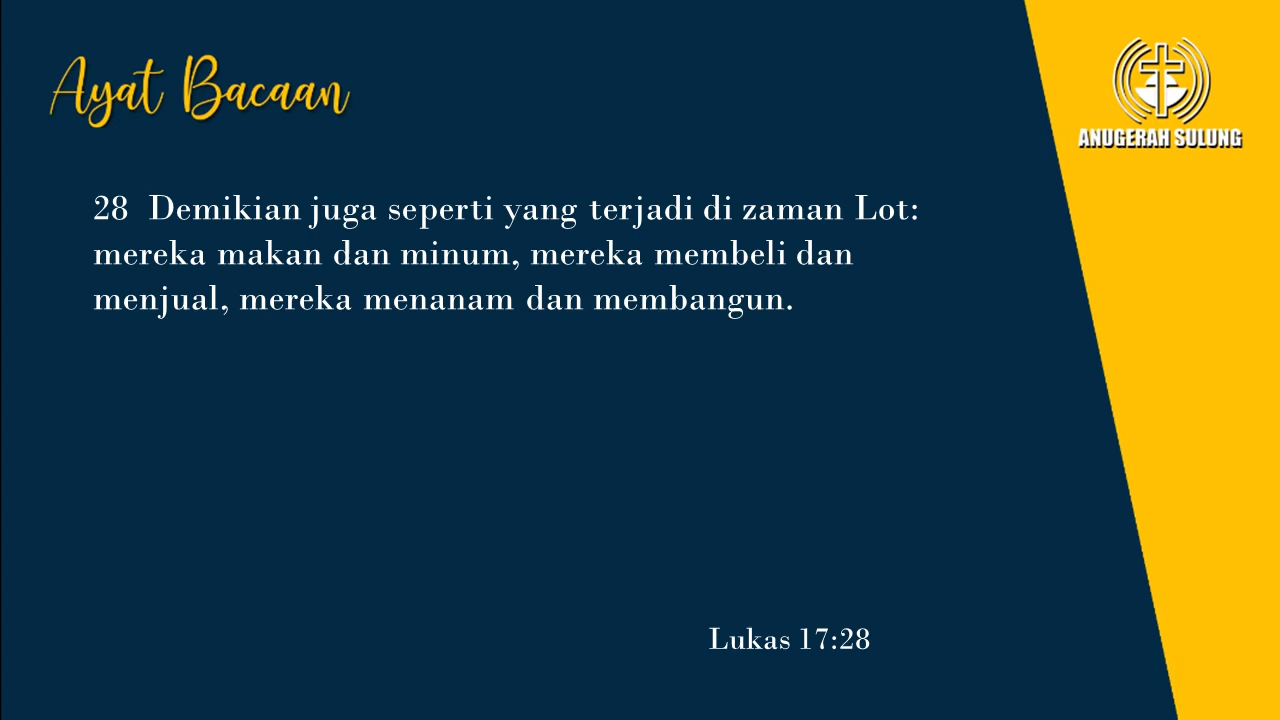 Ayat Bacaan
ANUGERAH SULUNG
28  Demikian juga seperti yang terjadi di zaman Lot:
mereka makan dan minum, mereka membeli dan
menjual, mereka menanam dan membangun.
Lukas 17:28